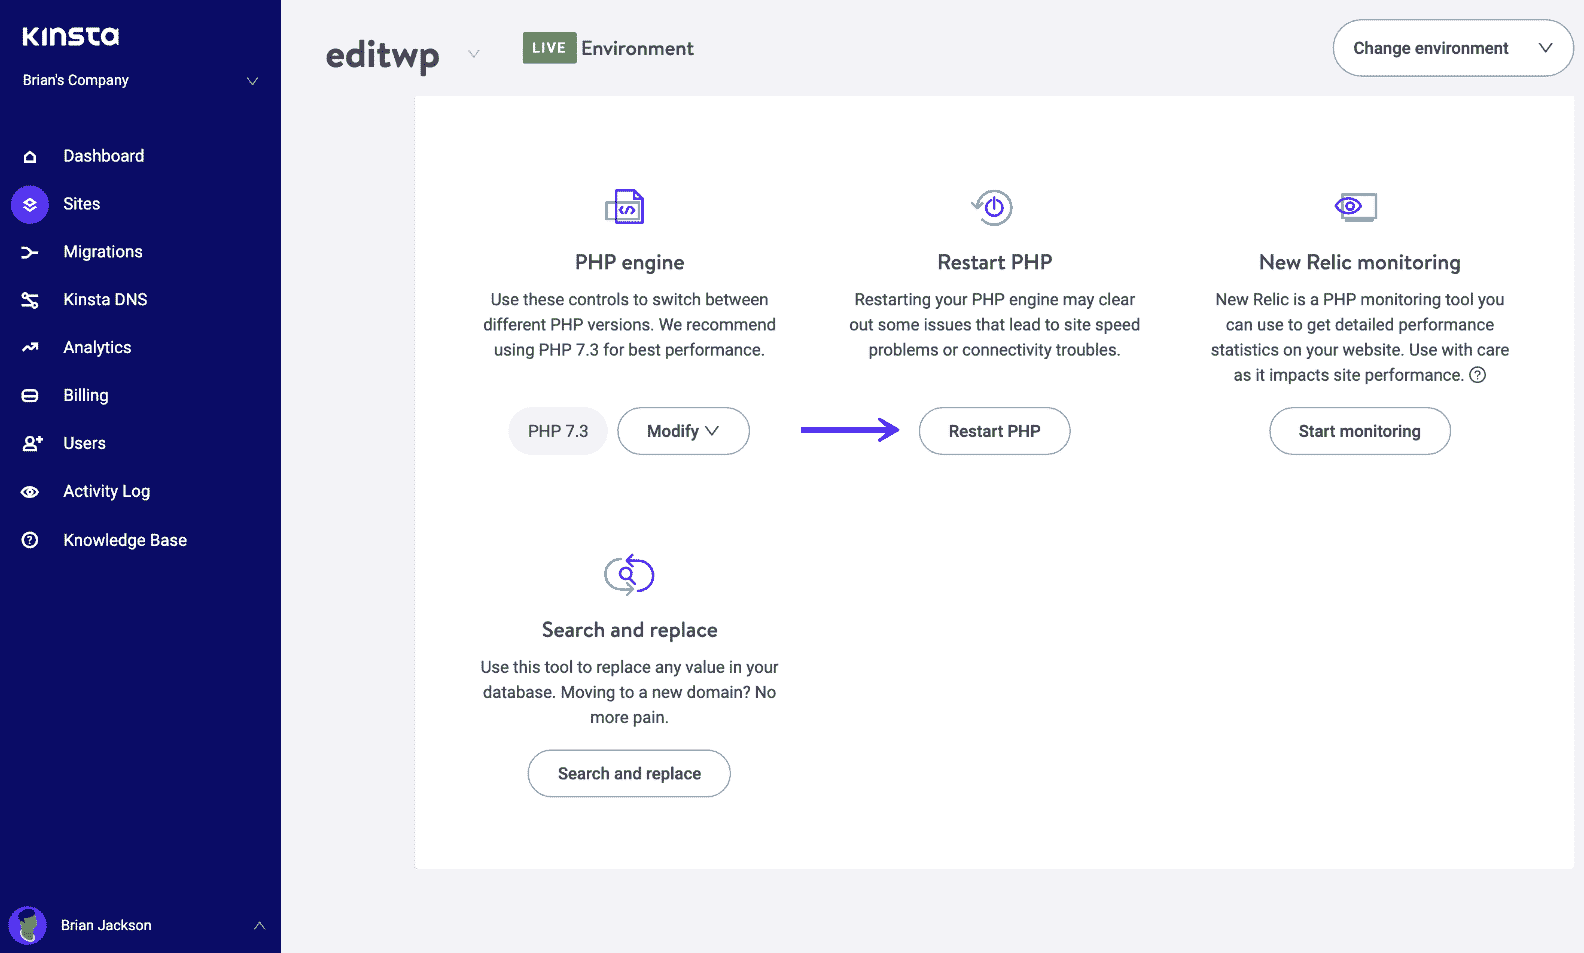 KINSTA
Brian's Company
Dashboard
Sites
Migrations
Kinsta DNS
Analytics
Billing
Users
Activity Log
Knowledge Base
Brian Jackson
editwp
LIVE Environment
Change environment
PHP engine
Use these controls to switch between
different PHP versions. We recommend
using PHP 7.3 for best performance.
PHP 7.3
Modify
Restart PHP
Restarting your PHP engine may clear
out some issues that lead to site speed
problems or connectivity troubles.
Restart PHP
New Relic monitoring
New Relic is a PHP monitoring tool you
can use to get detailed performance
statistics on your website. Use with care
as it impacts site performance. ?
Start monitoring
Search and replace
Use this tool to replace any value in your
database. Moving to a new domain? No
more pain.
Search and replace